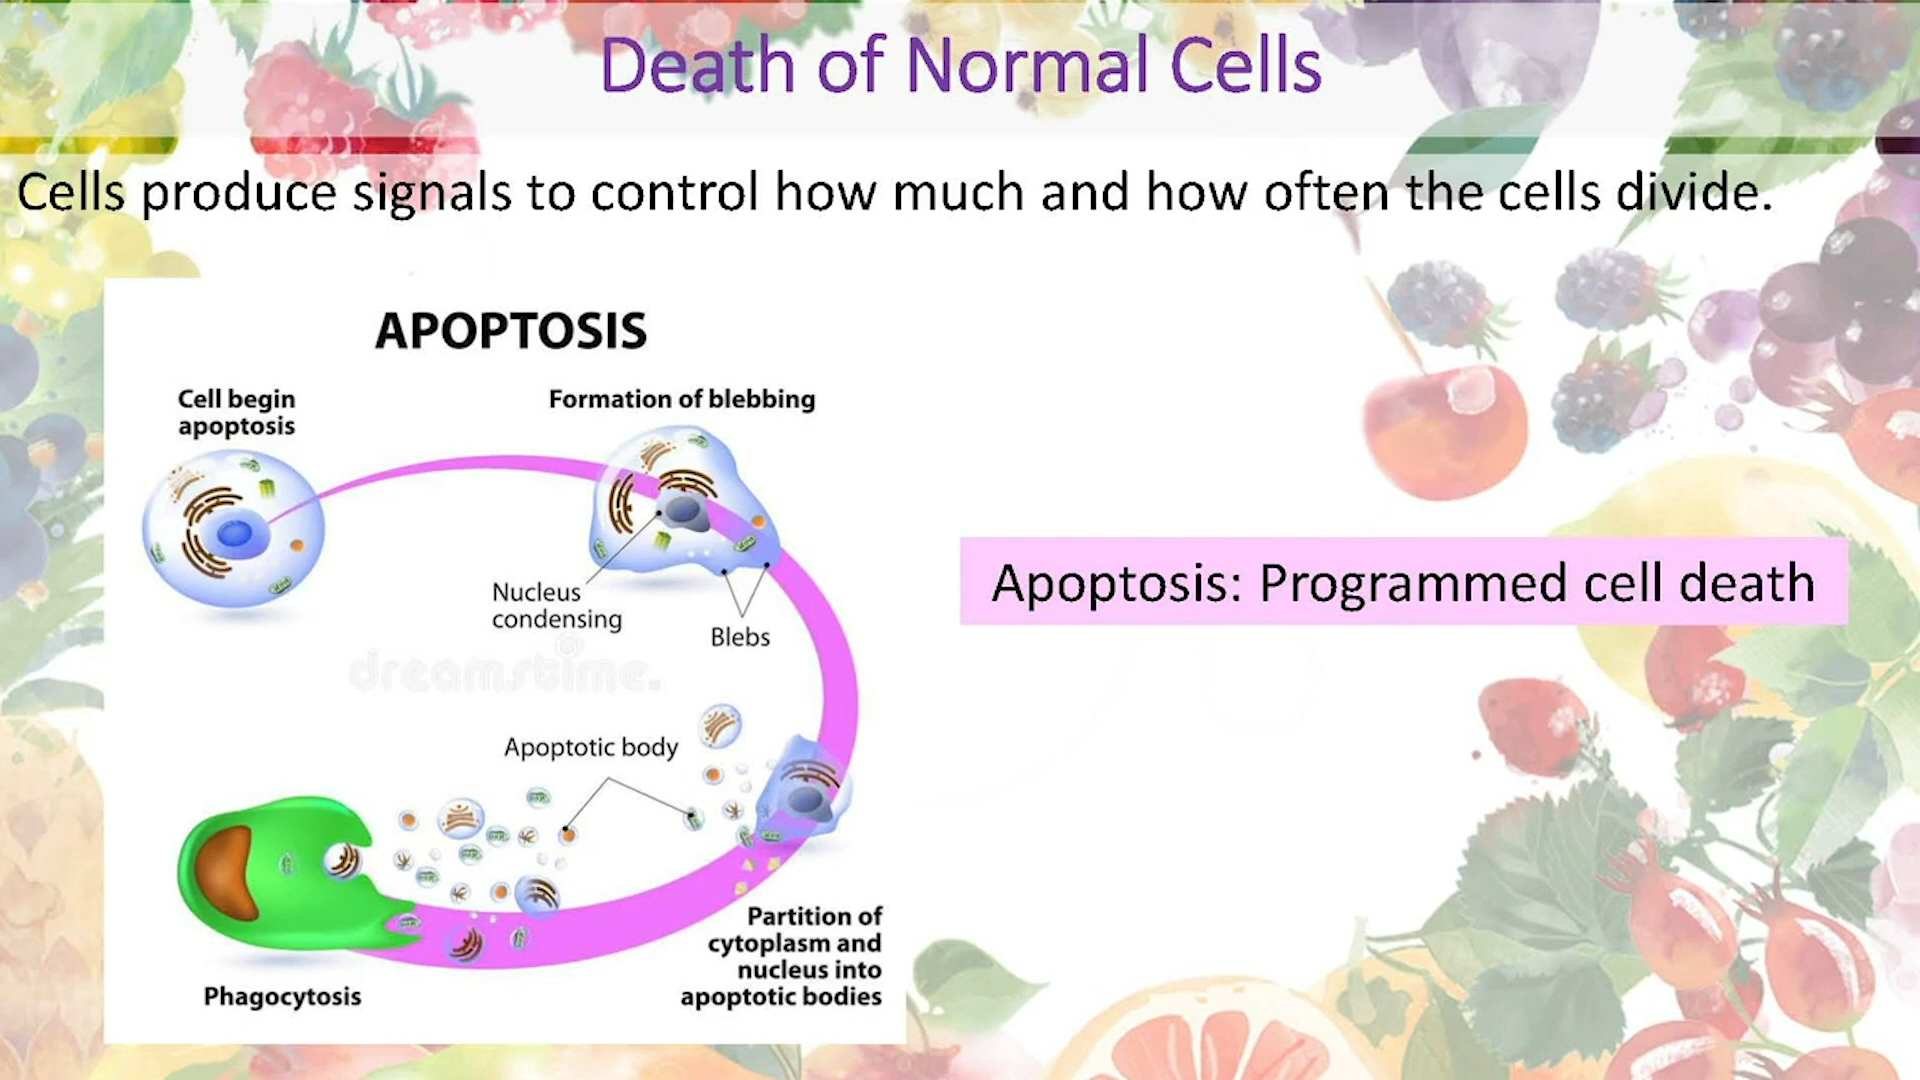 Death of Normal Cells
Cells produce signals to control how much and how often the cells divide.
APOPTOSIS
Cell begin
apoptosis
Formation of blebbing
Nucleus
condensing
Blebs
dreamstime.
Apoptosis: Programmed cell death
Apoptotic body
Partition of
cytoplasm and
nucleus into
apoptotic bodies
Phagocytosis